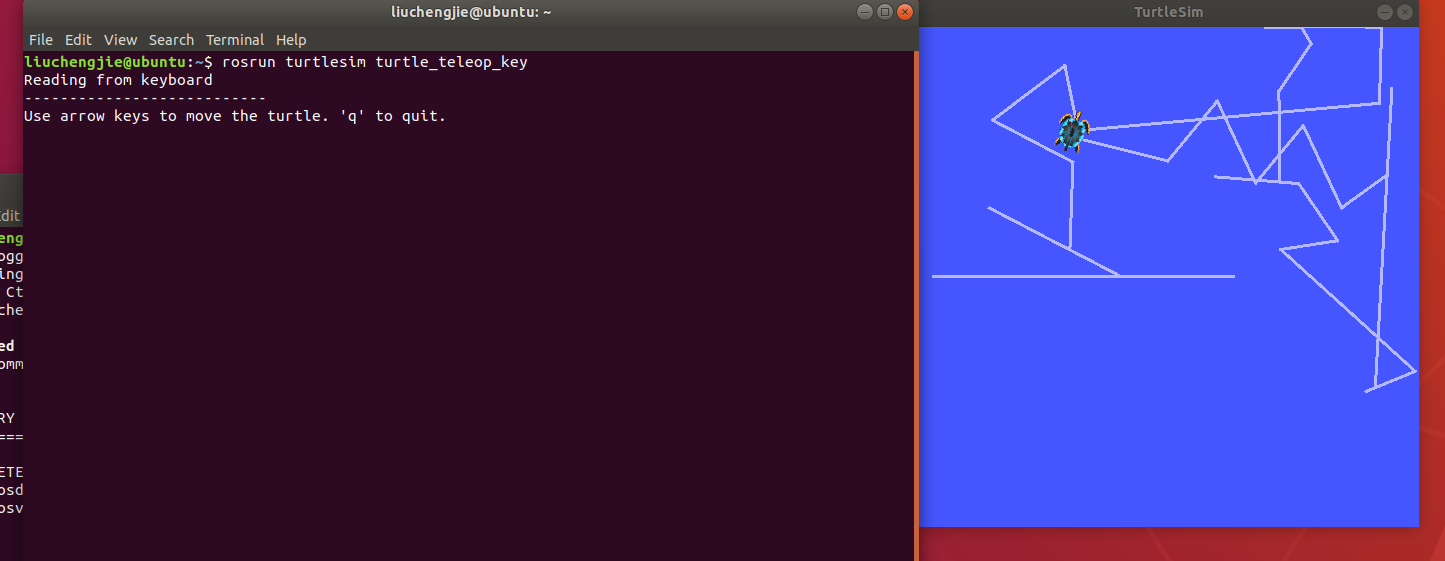 liuchengjie@ubuntu: ~
TurtleSim
File Edit View Search Terminal Help
liuchengjie@ubuntu:~$ rosrun turtlesim turtle_teleop_key
Reading from keyboard
---------------------------
Use arrow keys to move the turtle. 'q' to quit.
Edit
eng
ogg
ing
Ct
che
ed
omm
RY
===
ETE
osd
osv